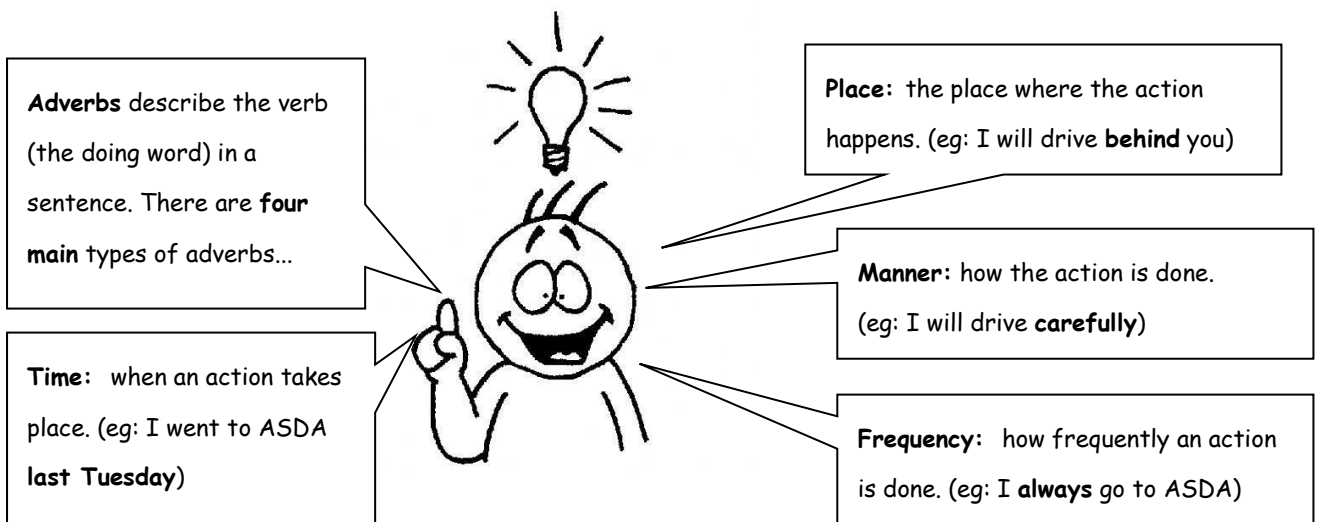 Adverbs describe the verb
(the doing word) in a
sentence. There are four
main types of adverbs...
Time: when an action takes
place. (eg: I went to ASDA
last Tuesday)
Place: the place where the action
happens. (eg: I will drive behind you)
Manner: how the action is done.
(eg: I will drive carefully)
Frequency: how frequently an action
is done. (eg: I always go to ASDA)